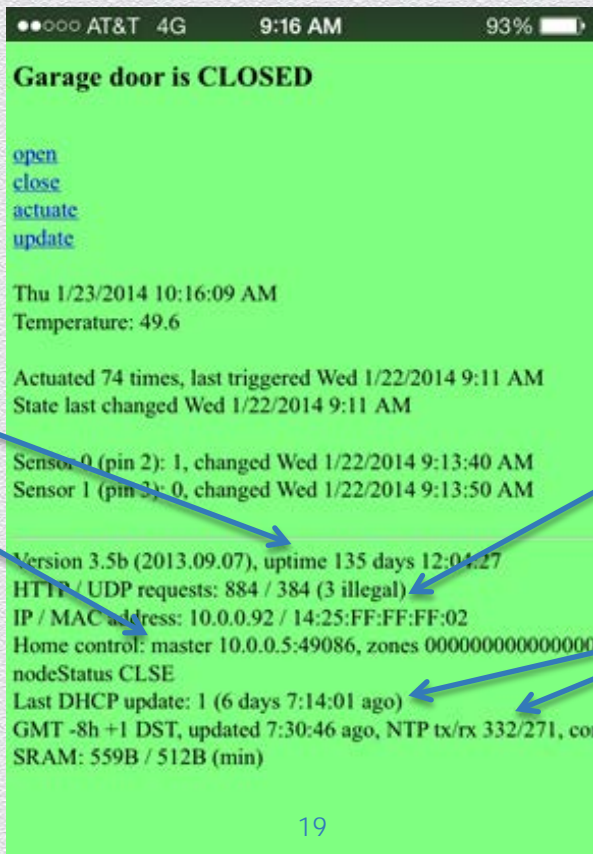 AT&T 4G 9:16 AM 93%
Garage door is CLOSED
open
close
actuate
update
Thu 1/23/2014 10:16:09 AM
Temperature: 49.6
Actuated 74 times, last triggered Wed 1/22/2014 9:11 AM
State last changed Wed 1/22/2014 9:11 AM
Sensor 0 (pin 2): 1, changed Wed 1/22/2014 9:13:40 AM
Sensor 1 (pin 3): 0, changed Wed 1/22/2014 9:13:50 AM
Version 3.5b (2013.09.07), uptime 135 days 12:04:27
HTTP / UDP requests: 884 / 384 (3 illegal)
IP / MAC address: 10.0.0.92 / 14:25:FF:FF:FF:02
Home control: master 10.0.0.5:49086, zones 0000000000000000
nodeStatus CLSE
Last DHCP update: 1 (6 days 7:14:01 ago)
GMT -8h +1 DST, updated 7:30:46 ago, NTP tx/rx 332/271,
SRAM: 559B / 512B (min)
19